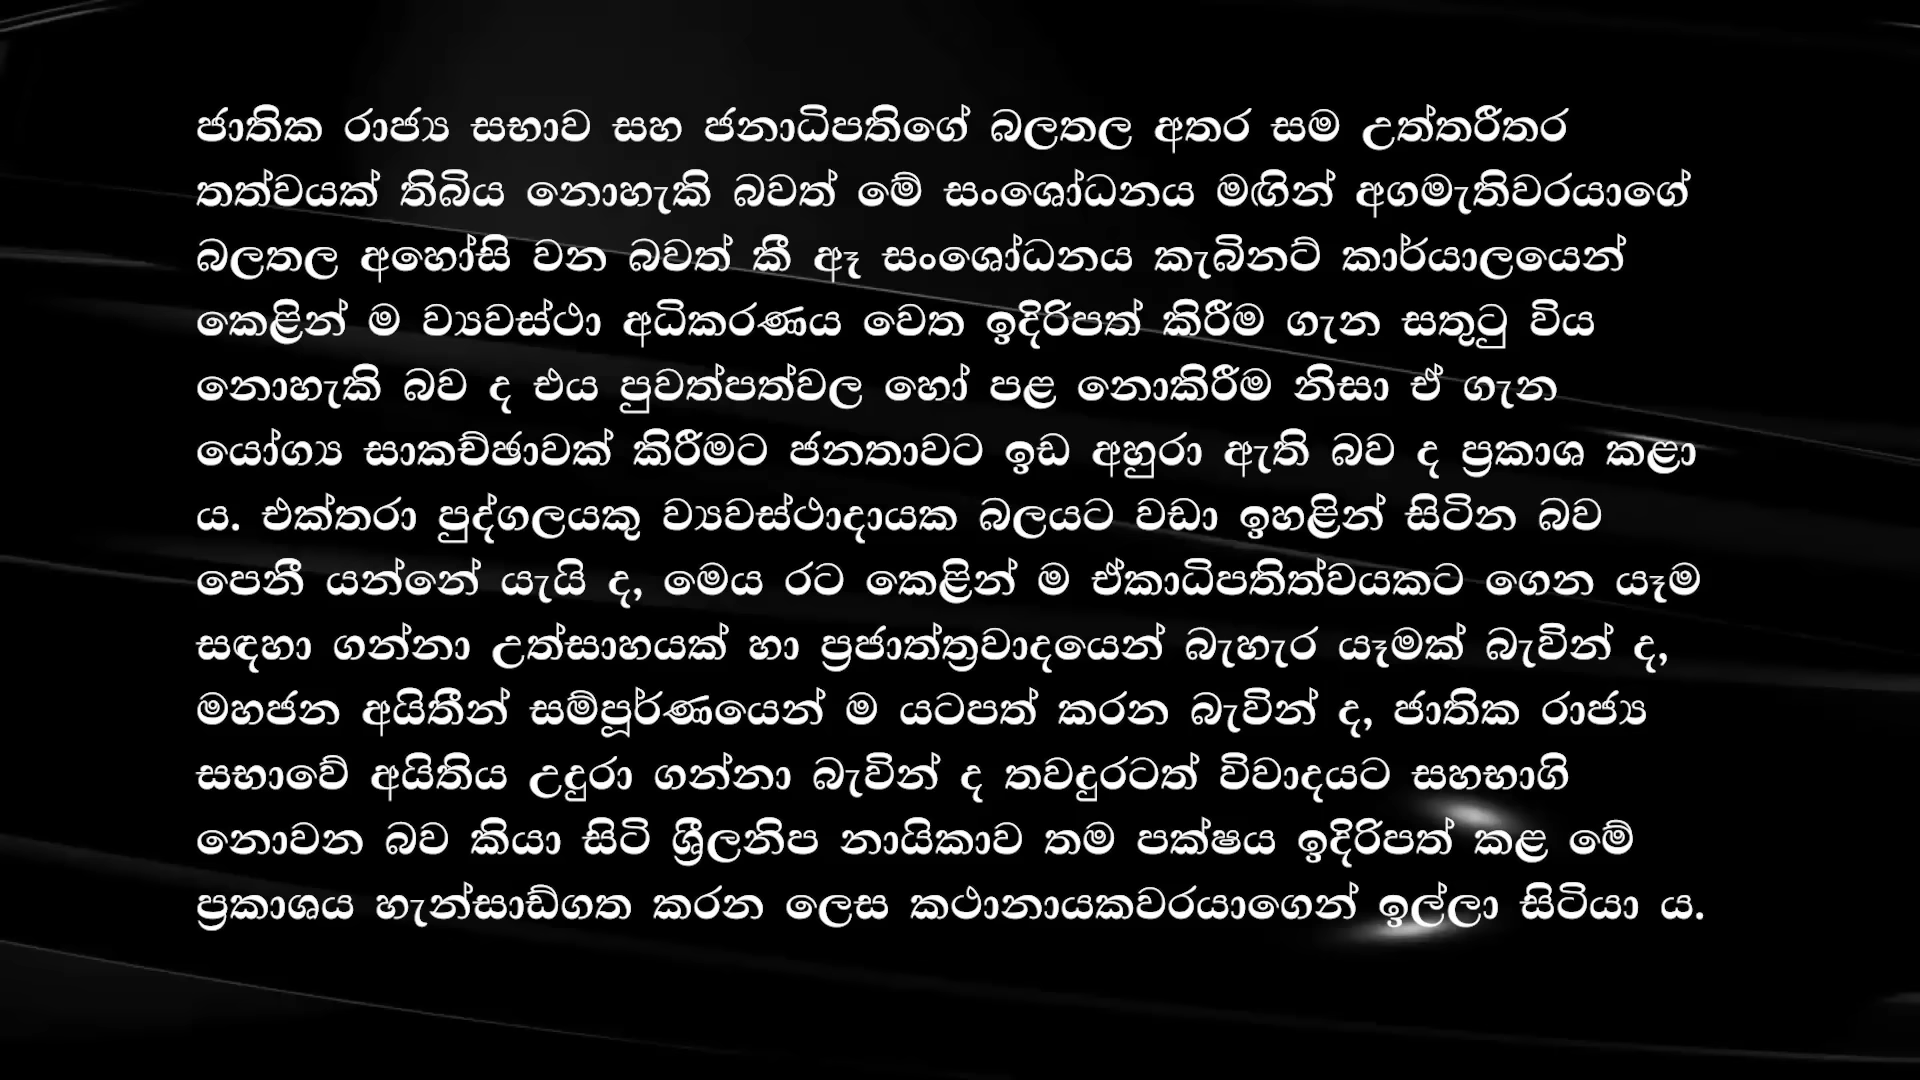 ජාතික රාජ්‍ය සභාව සහ ජනාධිපතිගේ බලතල අතර සම උත්තරීතර
තත්වයක් තිබිය නොහැකි බවත් මේ සංශෝධනය මඟින් අගමැතිවරයාගේ
බලතල අහෝසි වන බවත් කී ඈ සංශෝධනය කැබිනට් කාර්යාලයෙන්
කෙළින් ම ව්‍යවස්ථා අධිකරණය වෙත ඉදිරිපත් කිරීම ගැන සතුටු විය
නොහැකි බව ද එය පුවත්පත්වල හෝ පළ නොකිරීම නිසා ඒ ගැන
යෝග්‍ය සාකච්ඡාවක් කිරීමට ජනතාවට ඉඩ අහුරා ඇති බව ද ප්‍රකාශ කළා
ය. එක්තරා පුද්ගලයකු ව්‍යවස්ථාදායක බලයට වඩා ඉහළින් සිටින බව
පෙනී යන්නේ යැයි ද, මෙය රට කෙළින් ම ඒකාධිපතිත්වයකට ගෙන යෑම
සඳහා ගන්නා උත්සාහයක් හා ප්‍රජාත්ත්‍රවාදයෙන් බැහැර යෑමක් බැවින් ද,
මහජන අයිතීන් සම්පූර්ණයෙන් ම යටපත් කරන බැවින් ද, ජාතික රාජ්‍ය
සභාවේ අයිතිය උදුරා ගන්නා බැවින් ද තවදුරටත් විවාදයට සහභාගි
නොවන බව කියා සිටි ශ්‍රීලනිප නායිකාව තම පක්ෂය ඉදිරිපත් කළ මේ
ප්‍රකාශය හැන්සාඩ්ගත කරන ලෙස කථානායකවරයාගෙන් ඉල්ලා සිටියා ය.